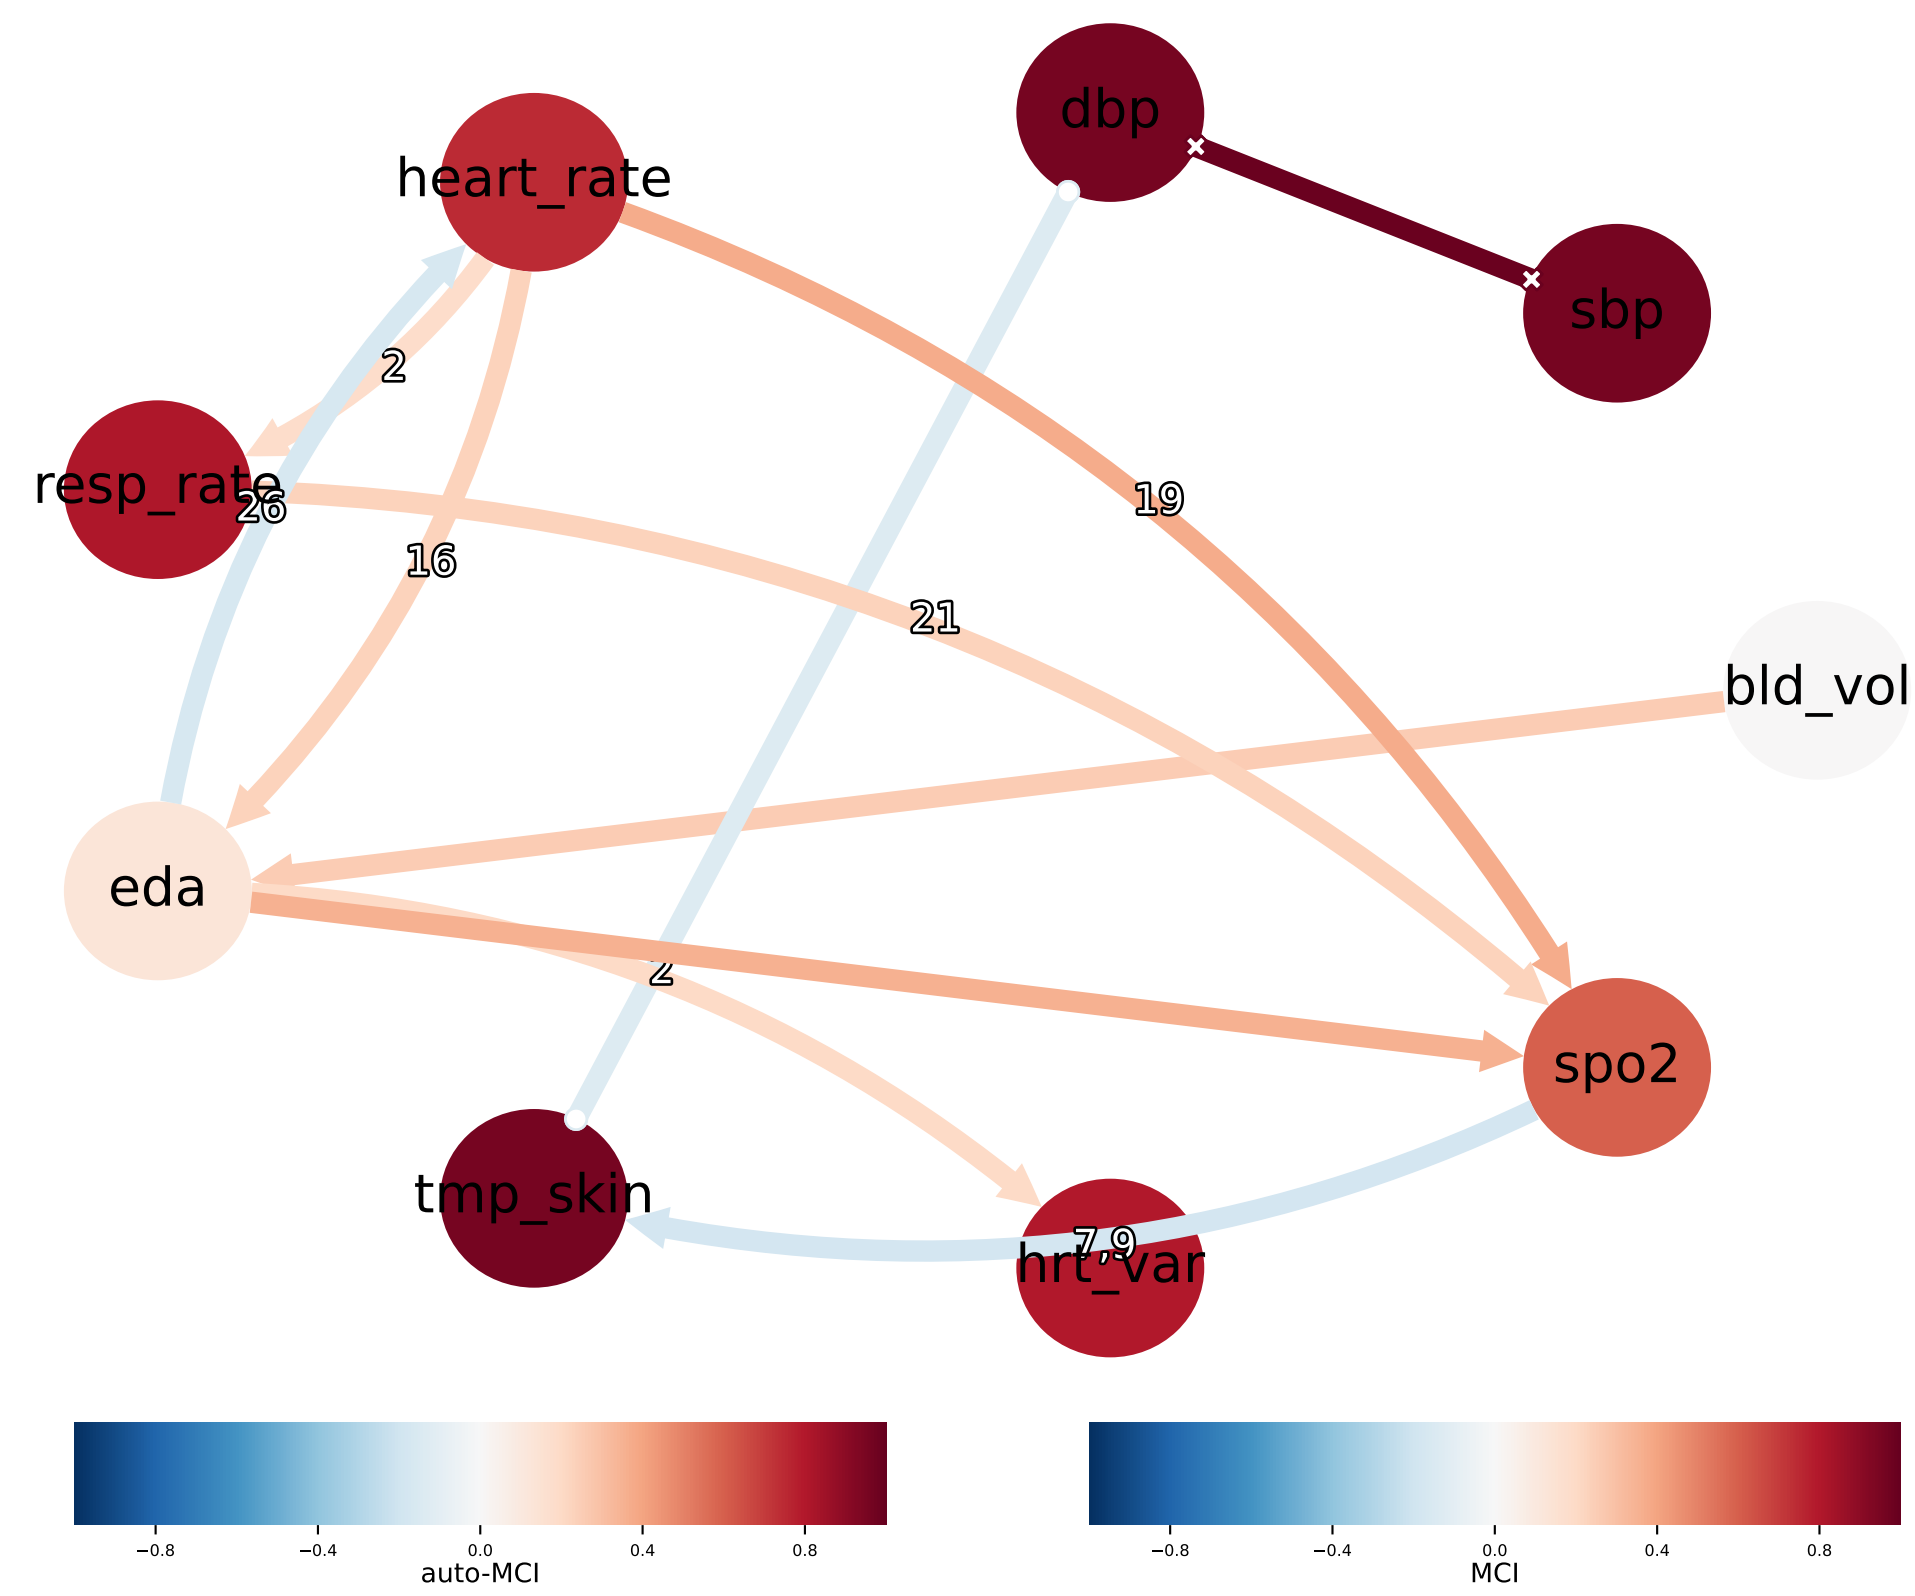 dbp
heart_rate
sbp
2
resp_rate
26
19
16
21
bld_vol
eda
2
spo2
tmp_skin
7,9
hrt_var
−0.8 −0.4 0.0 0.4 0.8
auto-MCI
−0.8 −0.4 0.0 0.4 0.8
MCI